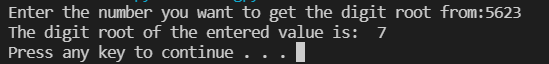 Enter the number you want to get the digit root from:5623
The digit root of the entered value is:  7
Press any key to continue . . .